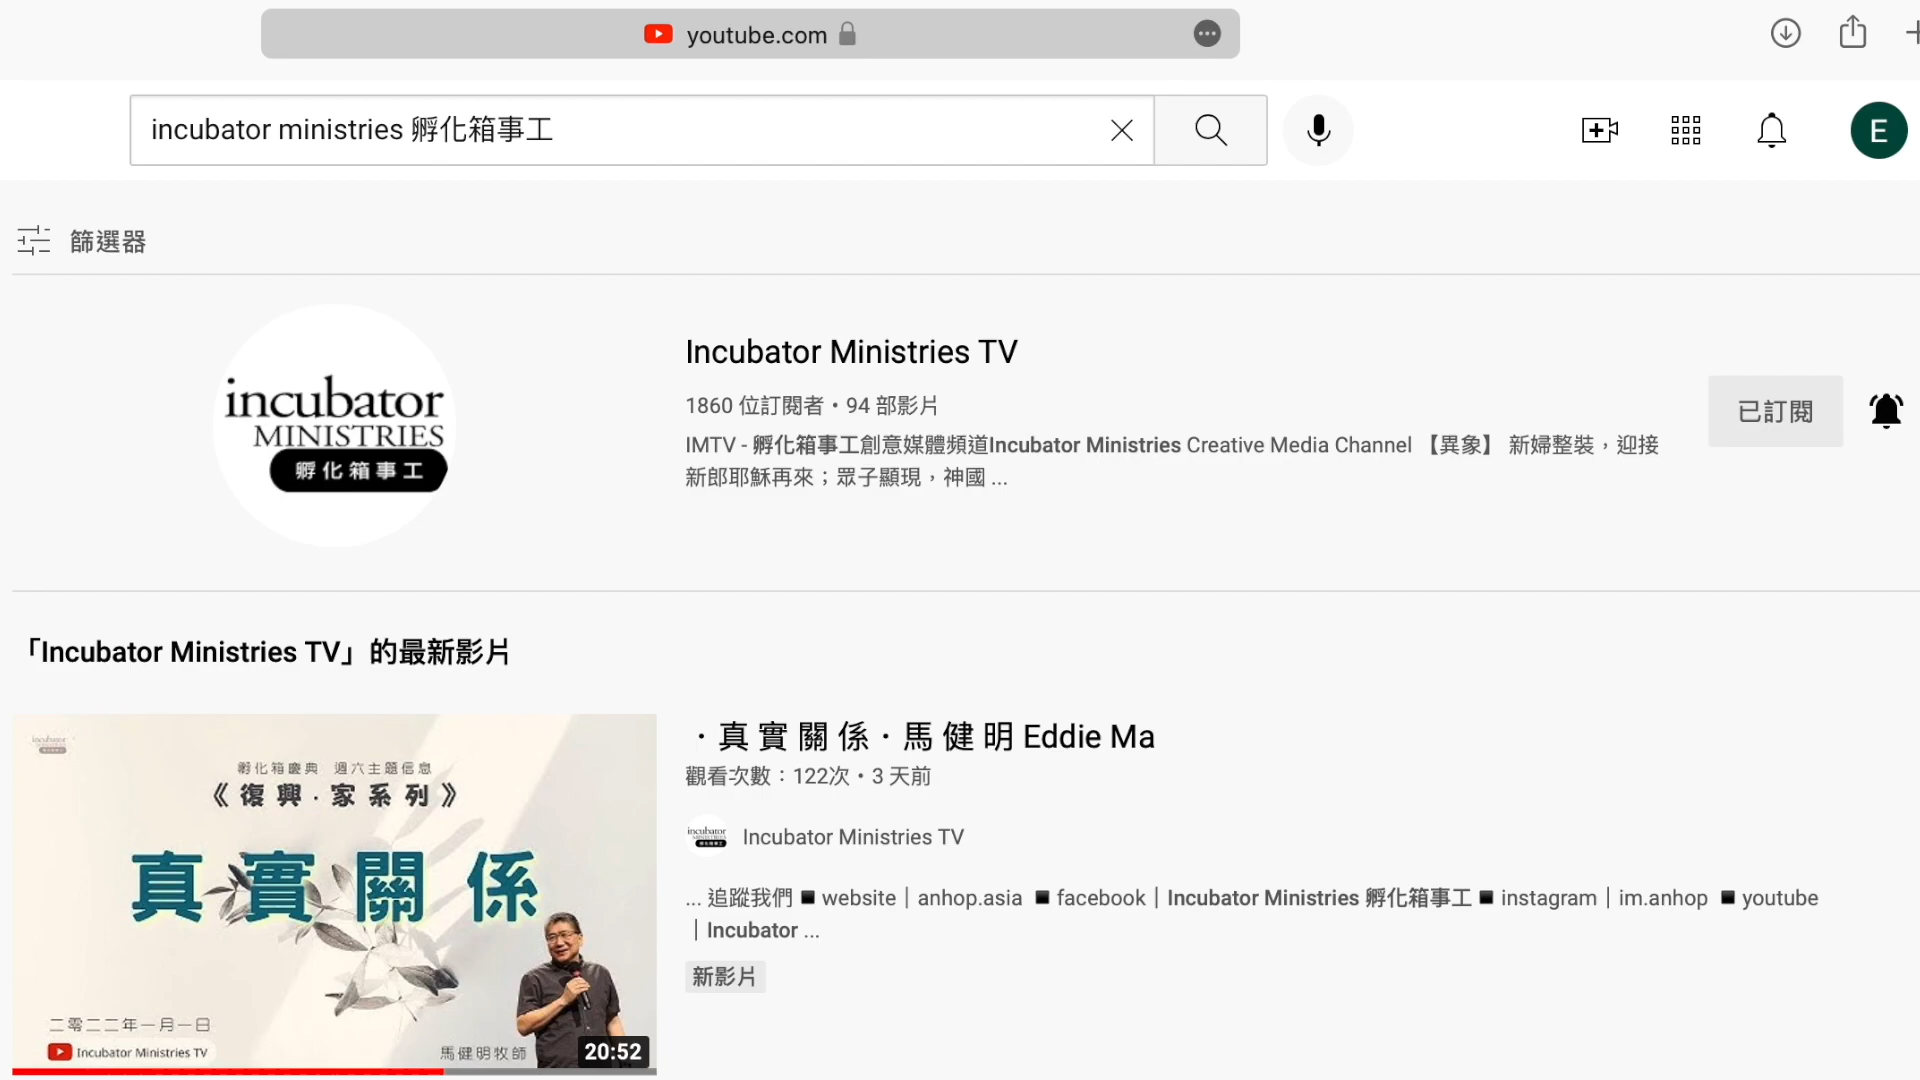 youtube.com
incubator ministries 孵化箱事工
E
篩選器
incubator
MINISTRIES
孵化箱事工
Incubator Ministries TV
1860 位訂閱者・94 部影片
IMTV - 孵化箱事工創意媒體頻道Incubator Ministries Creative Media Channel 【異象】 新婦整裝，迎接
新郎耶穌再來；眾子顯現，神國 ...
已訂閱
「Incubator Ministries TV」的最新影片
孵化箱慶典 週六主題信息
《復興·家系列》
真實關係
二零二二年一月一日
Incubator Ministries TV
馬健明牧師
20:52
・真 實 關 係・馬 健 明 Eddie Ma
觀看次數：122次・3 天前
incubator
MINISTRIES
孵化箱事工
Incubator Ministries TV
... 追蹤我們 ◾ website｜anhop.asia ◾ facebook｜Incubator Ministries 孵化箱事工 ◾ instagram｜im.anhop ◾ youtube
｜Incubator ...
新影片